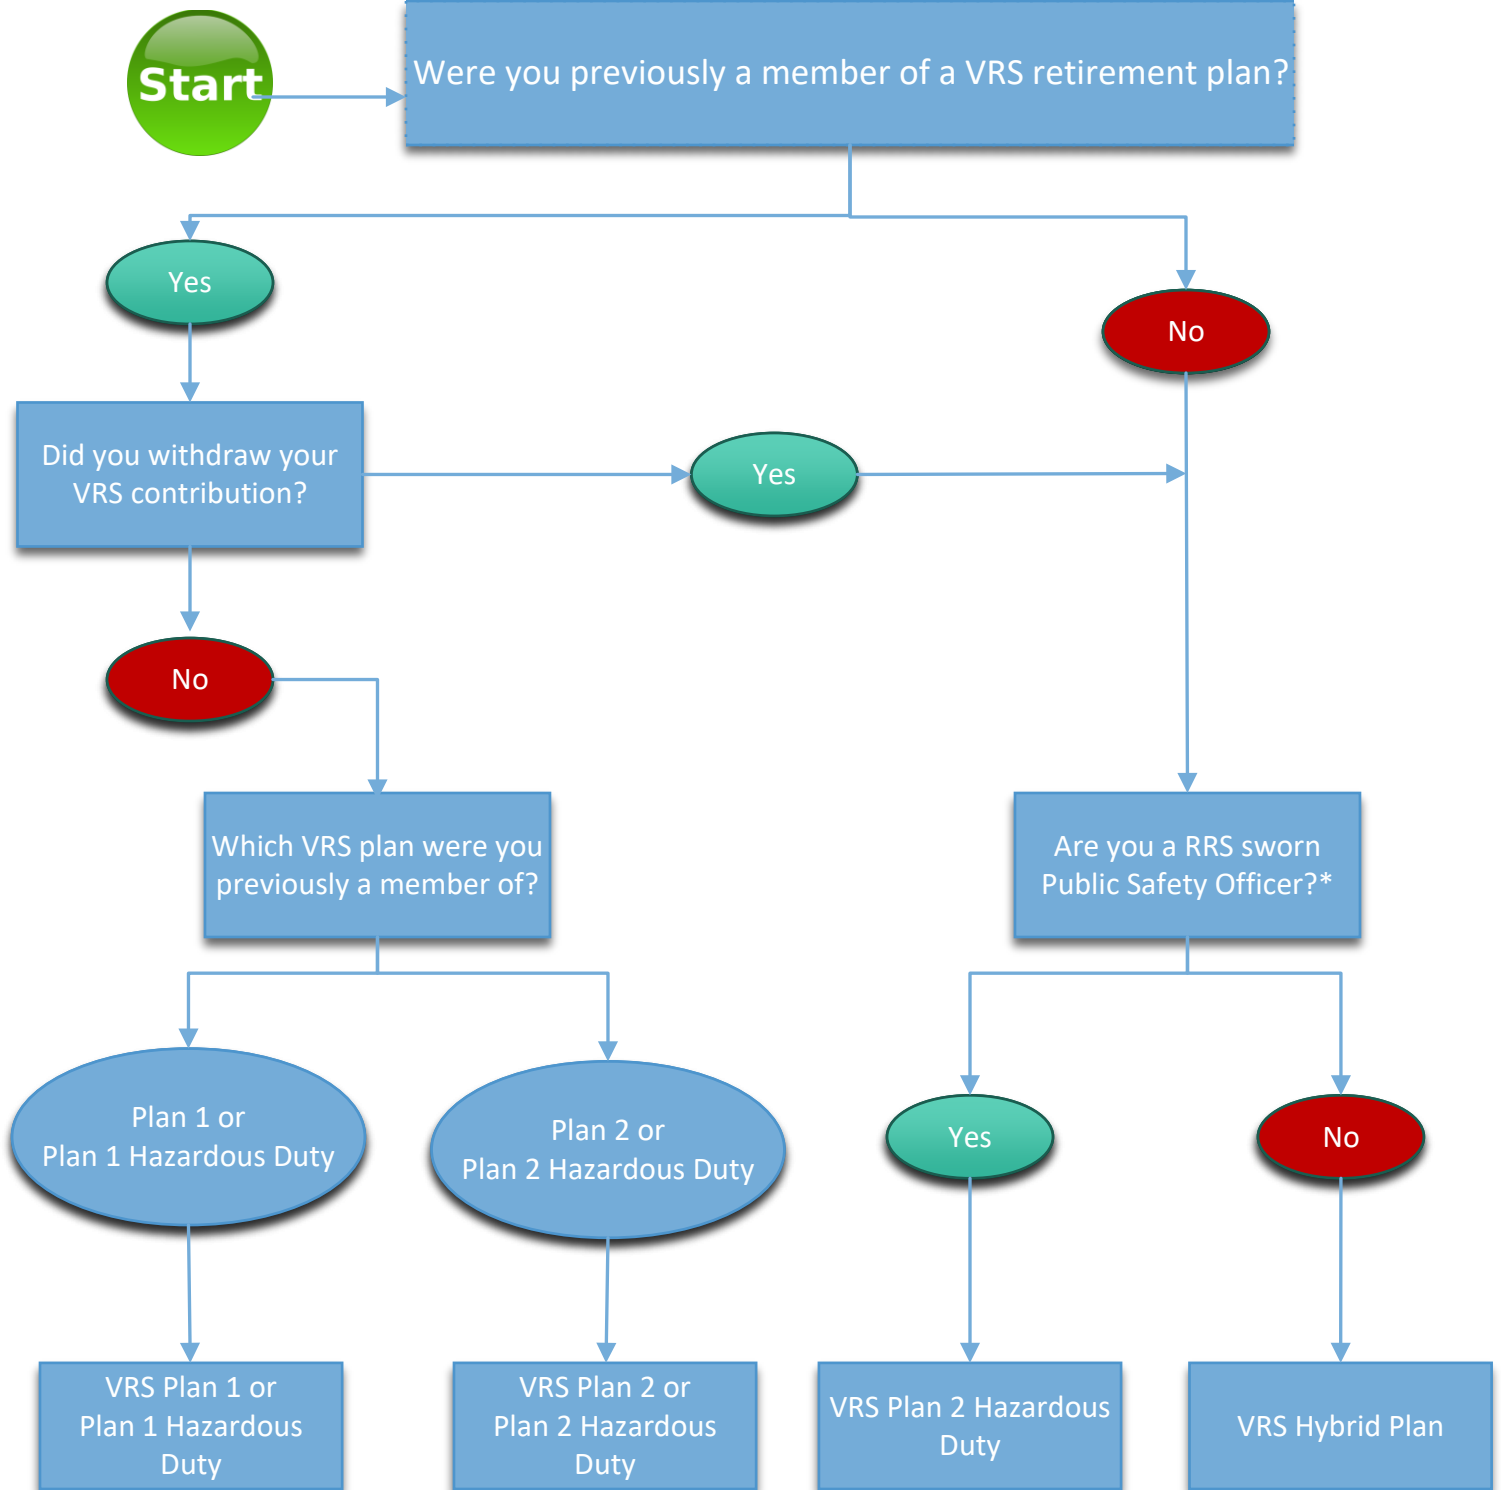 Start
Were you previously a member of a VRS retirement plan?
Yes
No
Did you withdraw your
VRS contribution?
Yes
No
Which VRS plan were you
previously a member of?
Are you a RRS sworn
Public Safety Officer?*
Plan 1 or
Plan 1 Hazardous Duty
Plan 2 or
Plan 2 Hazardous Duty
Yes
No
VRS Plan 1 or
Plan 1 Hazardous
Duty
VRS Plan 2 or
Plan 2 Hazardous
Duty
VRS Plan 2 Hazardous
Duty
VRS Hybrid Plan